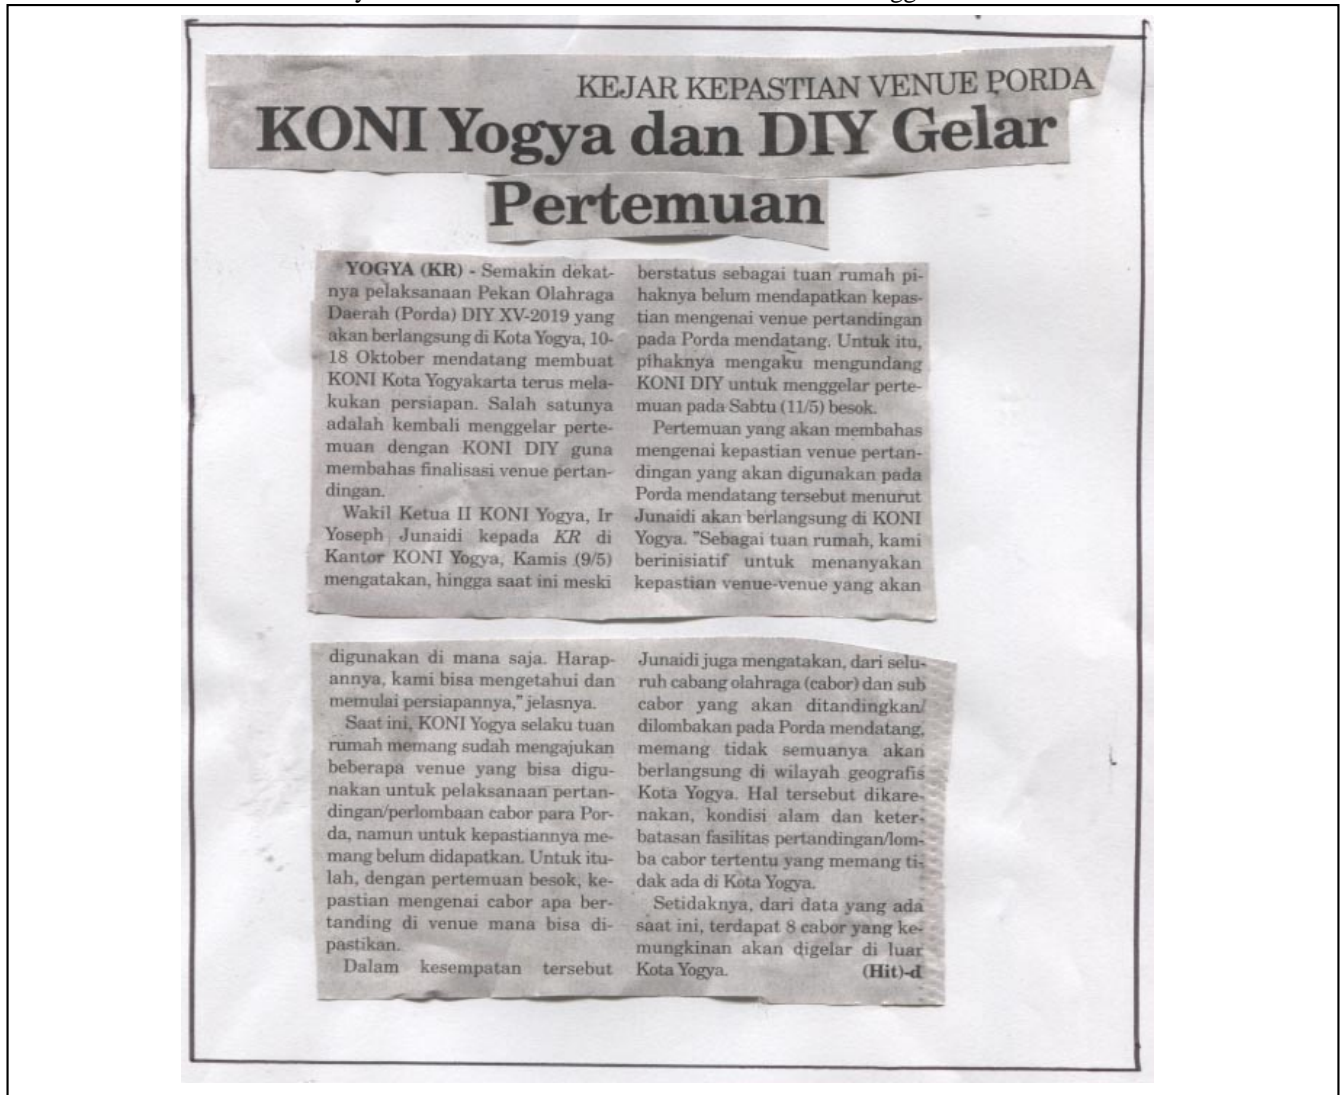 KEJAR KEPASTIAN VENUE PORDA
KONI Yogya dan DIY Gelar
Pertemuan
YOGYA (KR) - Semakin dekat-
nya pelaksanaan Pekan Olahraga
Daerah (Porda) DIY XV-2019 yang
akan berlangsung di Kota Yogya, 10-
18 Oktober mendatang membuat
KONI Kota Yogyakarta terus mela-
kukan persiapan. Salah satunya
adalah kembali menggelar perte-
muan dengan KONI DIY guna
membahas finalisasi venue pertan-
dingan.
Wakil Ketua II KONI Yogya, Ir
Yoseph Junaidi kepada KR di
Kantor KONI Yogya, Kamis (9/5)
mengatakan, hingga saat ini meski
berstatus sebagai tuan rumah pi-
haknya belum mendapatkan kepas-
tian mengenai venue pertandingan
pada Porda mendatang. Untuk itu,
pihaknya mengaku mengundang
KONI DIY untuk menggelar perte-
muan pada Sabtu (11/5) besok.
Pertemuan yang akan membahas
mengenai kepastian venue pertan-
dingan yang akan digunakan pada
Porda mendatang tersebut menurut
Junaidi akan berlangsung di KONI
Yogya. "Sebagai tuan rumah, kami
berinisiatif untuk menanyakan
kepastian venue-venue yang akan
digunakan di mana saja. Harap-
annya, kami bisa mengetahui dan
memulai persiapannya," jelasnya.
Saat ini, KONI Yogya selaku tuan
rumah memang sudah mengajukan
beberapa venue yang bisa digu-
nakan untuk pelaksanaan pertan-
dingan/perlombaan cabor para Por-
da, namun untuk kepastiannya me-
mang belum didapatkan. Untuk itu-
lah, dengan pertemuan besok, ke-
pastian mengenai cabor apa ber-
tanding di venue mana bisa di-
pastikan.
Dalam kesempatan tersebut
Junaidi juga mengatakan, dari selu-
ruh cabang olahraga (cabor) dan sub
cabor yang akan ditandingkan/
dilombakan pada Porda mendatang,
memang tidak semuanya akan
berlangsung di wilayah geografis
Kota Yogya. Hal tersebut dikare-
nakan, kondisi alam dan keter-
batasan fasilitas pertandingan/lom-
ba cabor tertentu yang memang ti-
dak ada di Kota Yogya.
Setidaknya, dari data yang ada
saat ini, terdapat 8 cabor yang ke-
mungkinan akan digelar di luar
Kota Yogya. (Hit)-d